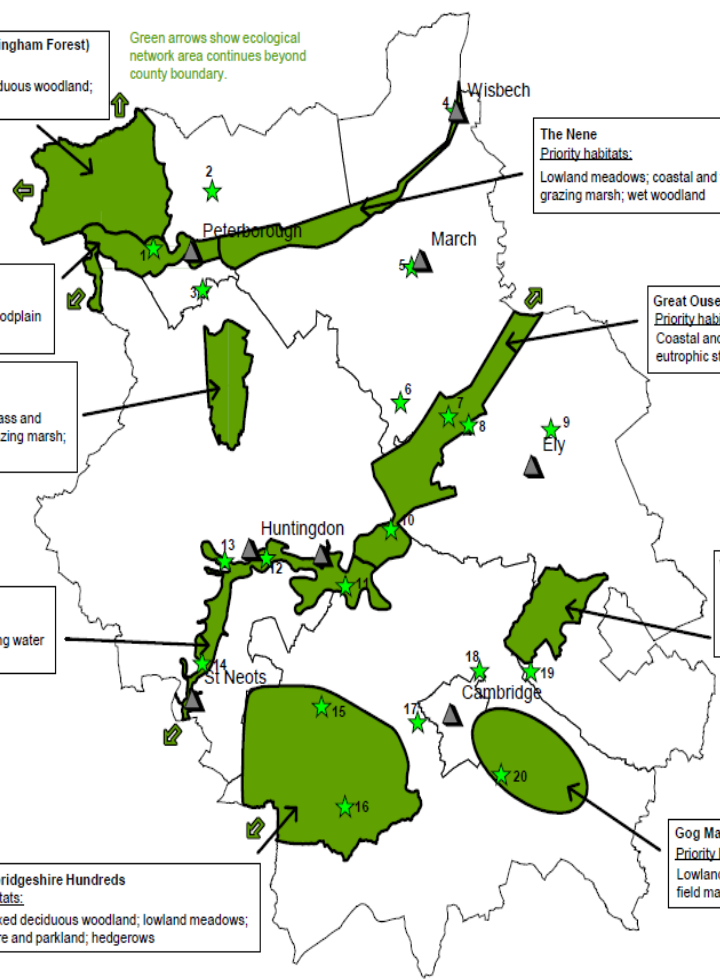 ingham Forest)
duous woodland;
Green arrows show ecological
network area continues beyond
county boundary.
4
Wisbech
The Nene
Priority habitats:
Lowland meadows; coastal and
grazing marsh; wet woodland
2
Peterborough
1
March
5
3
odplain
Great Ouse
Priority habi
Coastal and
eutrophic st
ass and
zing marsh;
6
7
8
9
Ely
10
Huntingdon
13
12
11
ng water
14
St Neots
18
19
Cambridge
15
17
20
16
Gog Ma
Priority
Lowland
field ma
ridgeshire Hundreds
tats:
xed deciduous woodland; lowland meadows;
re and parkland; hedgerows